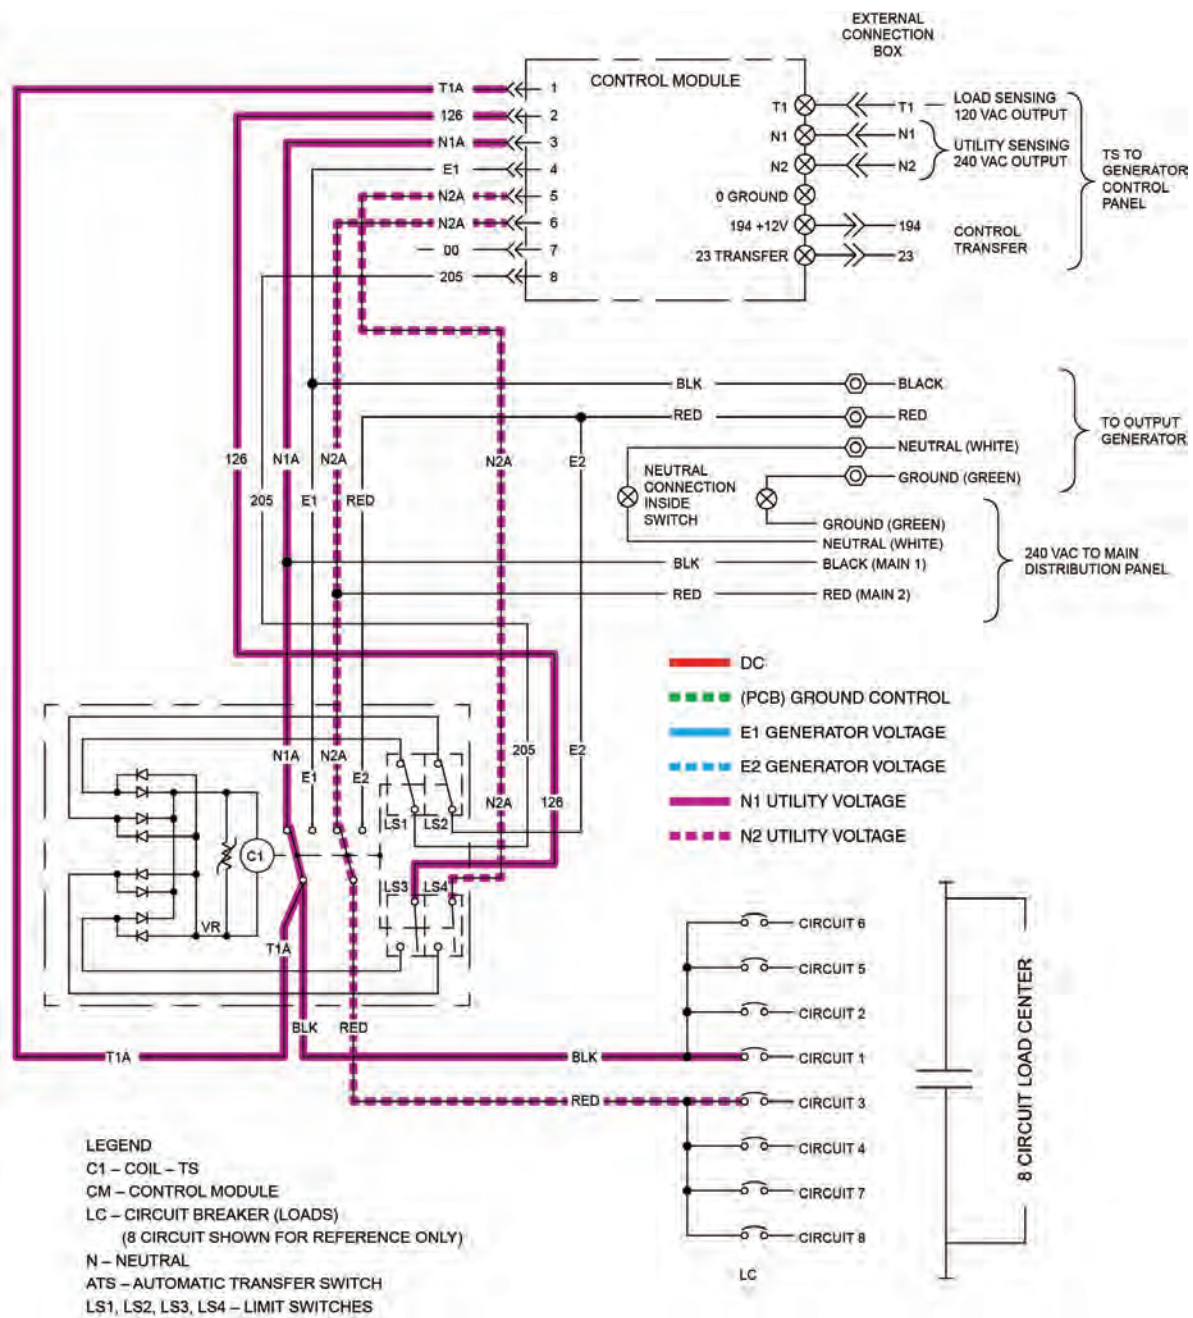 EXTERNAL
CONNECTION
BOX
CONTROL MODULE
T1A
1
126
2
N1A
3
E1
4
N2A
5
N2A
6
00
7
205
8
T1
T1
LOAD SENSING
120 VAC OUTPUT
N1
N1
N2
N2
UTILITY SENSING
240 VAC OUTPUT
0 GROUND
194 +12V
194
23 TRANSFER
23
CONTROL
TRANSFER
TS TO
GENERATOR
CONTROL
PANEL
BLK
BLACK
RED
RED
NEUTRAL (WHITE)
GROUND (GREEN)
TO OUTPUT
GENERATOR
NEUTRAL
CONNECTION
INSIDE
SWITCH
GROUND (GREEN)
NEUTRAL (WHITE)
BLK
BLACK (MAIN 1)
RED
RED (MAIN 2)
240 VAC TO MAIN
DISTRIBUTION PANEL
126
N1A
N2A
N2A
E2
205
E1
RED
DC
(PCB) GROUND CONTROL
E1 GENERATOR VOLTAGE
E2 GENERATOR VOLTAGE
N1 UTILITY VOLTAGE
N2 UTILITY VOLTAGE
N1A
E1
N2A
E2
205
E2
N2A
126
LS1
LS2
C1
LS3
LS4
VR
T1A
BLK
RED
T1A
BLK
RED
CIRCUIT 6
CIRCUIT 5
CIRCUIT 2
CIRCUIT 1
CIRCUIT 3
CIRCUIT 4
CIRCUIT 7
CIRCUIT 8
LC
8 CIRCUIT LOAD CENTER
LEGEND
C1 – COIL – TS
CM – CONTROL MODULE
LC – CIRCUIT BREAKER (LOADS)
(8 CIRCUIT SHOWN FOR REFERENCE ONLY)
N – NEUTRAL
ATS – AUTOMATIC TRANSFER SWITCH
LS1, LS2, LS3, LS4 – LIMIT SWITCHES